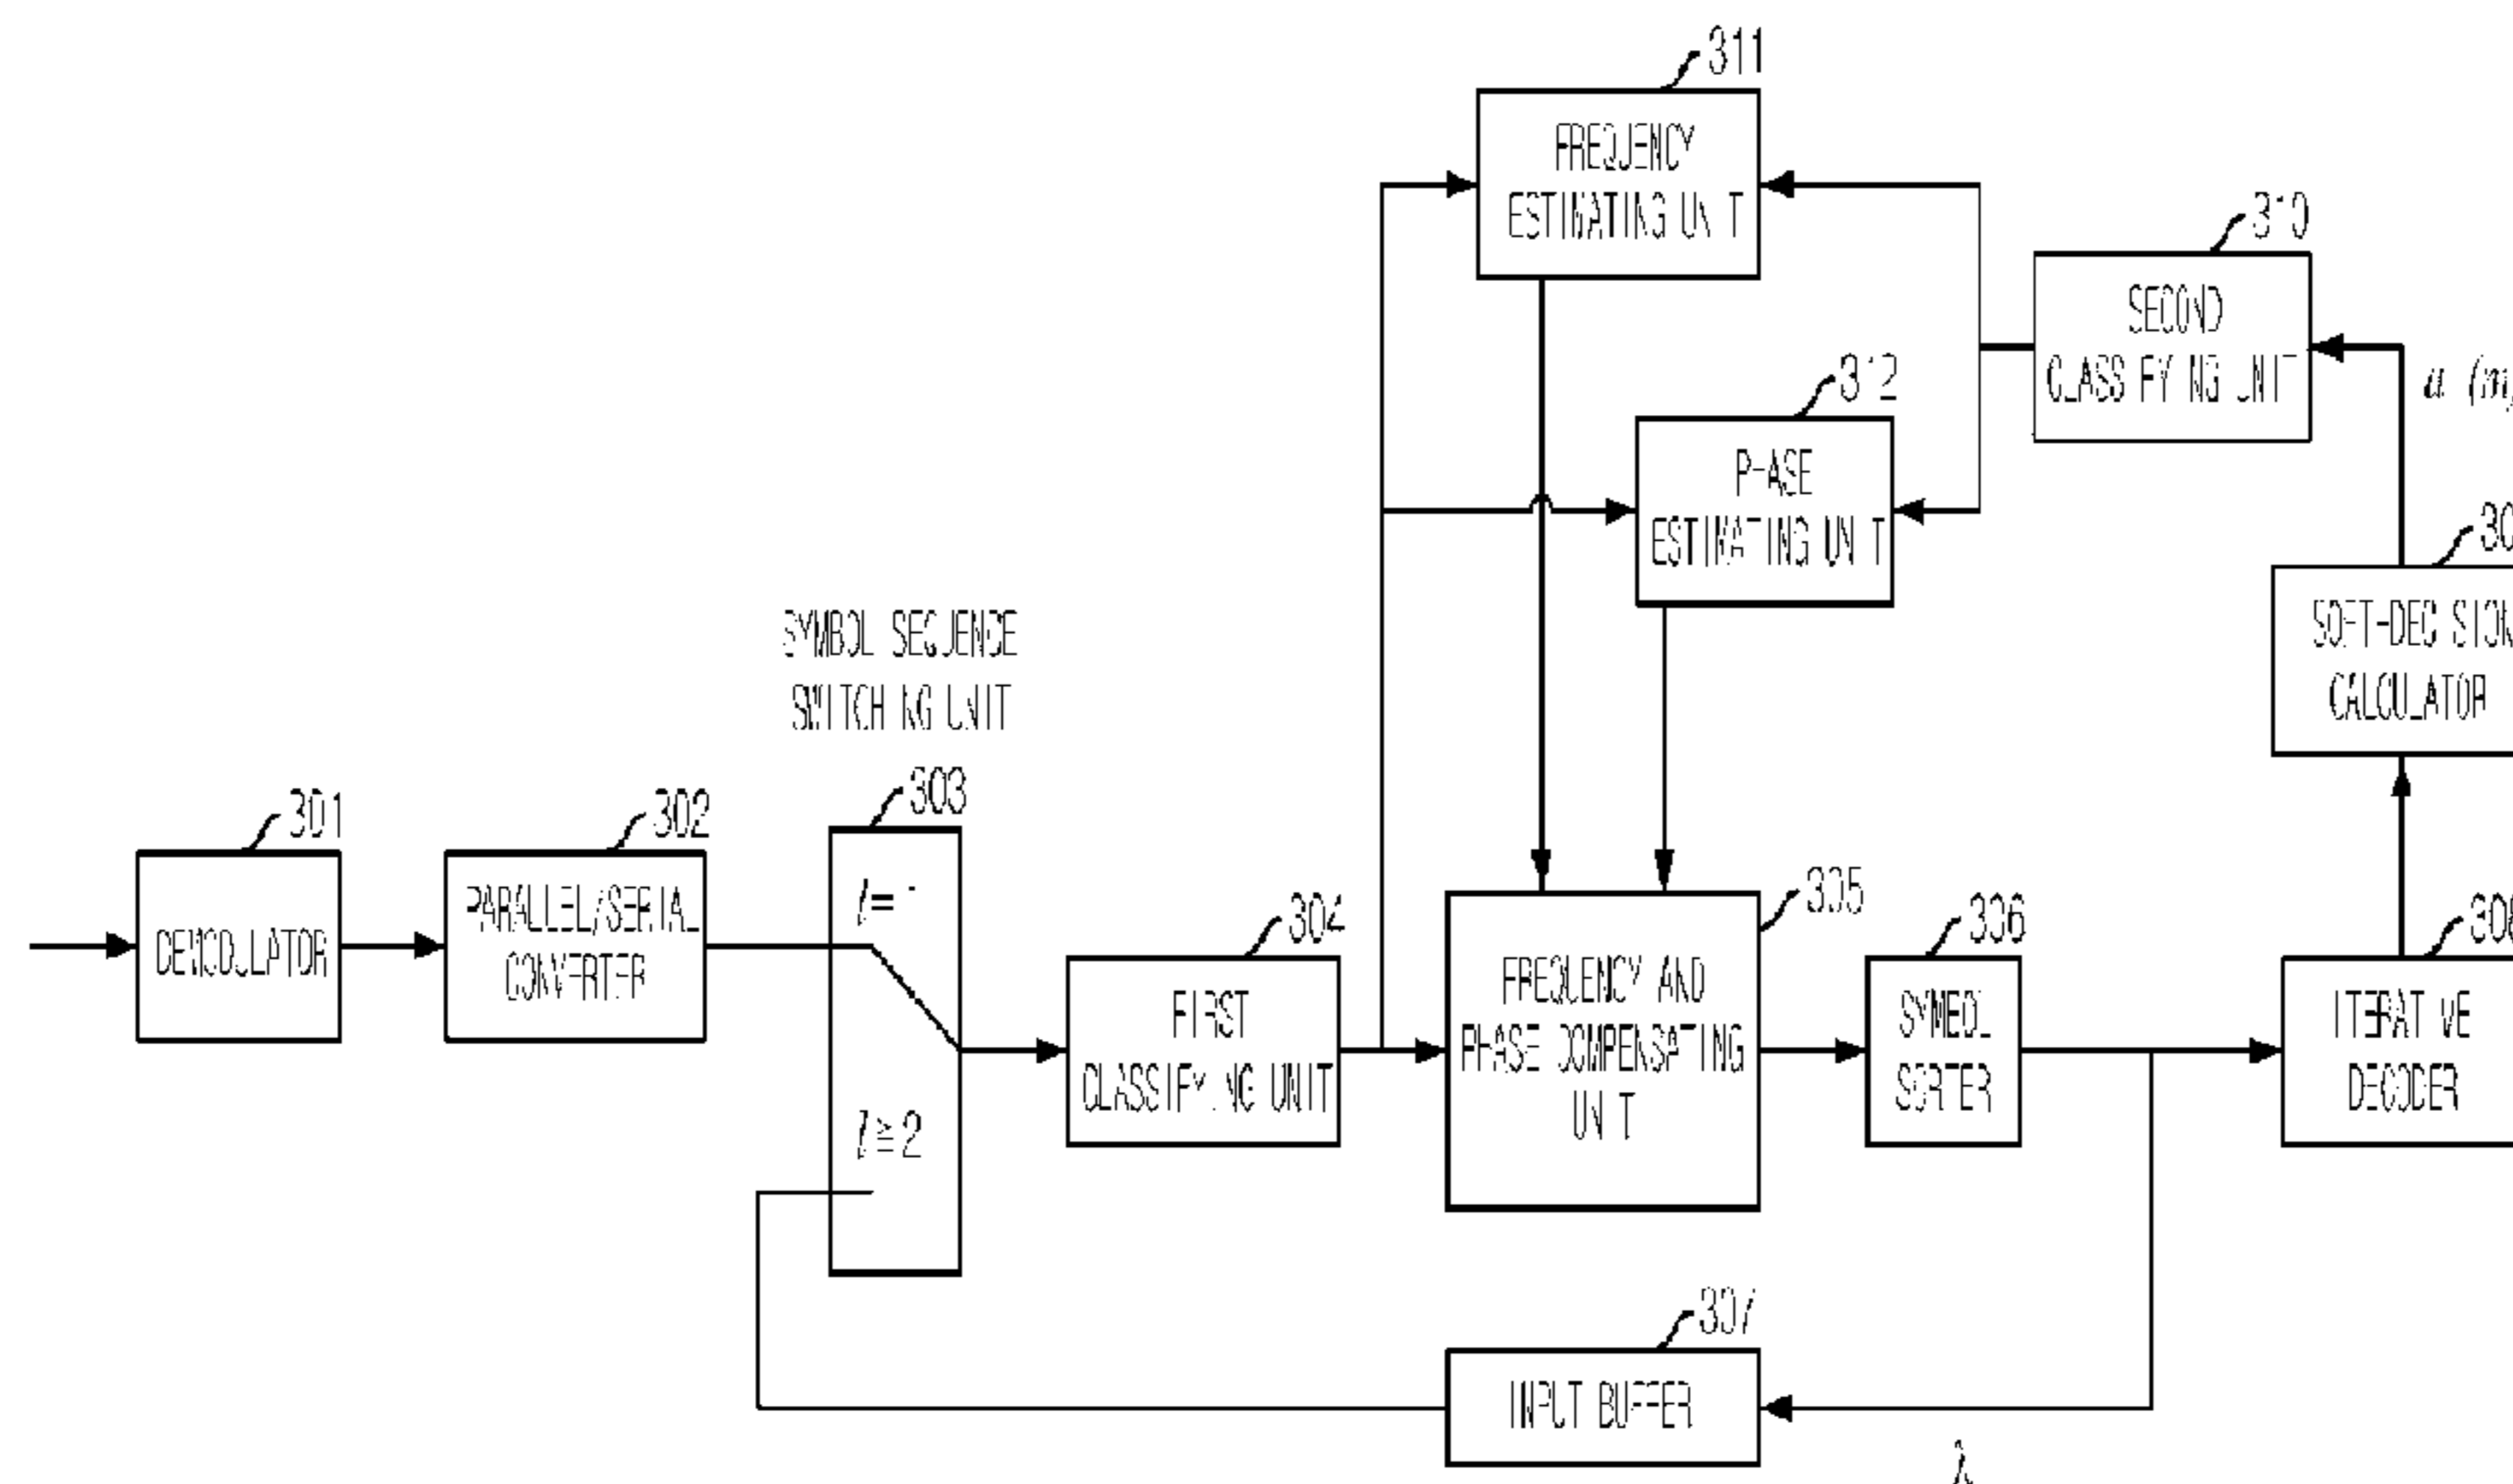 311
FREQUENCY
ESTIMATING UNIT
310
SECOND
CLASSIFYING UNIT
312
PHASE
ESTIMATING UNIT
SOFT-DECISION
CALCULATOR
SYMBOL SEQUENCE
SWITCHING UNIT
303
301
DEMODULATOR
302
PARALLEL/SERIAL
CONVERTER
l = 1
l ≧ 2
304
FIRST
CLASSIFYING UNIT
305
FREQUENCY AND
PHASE COMPENSATING
UNIT
306
SYMBOL
SORTER
308
ITERATIVE
DECODER
307
INPUT BUFFER